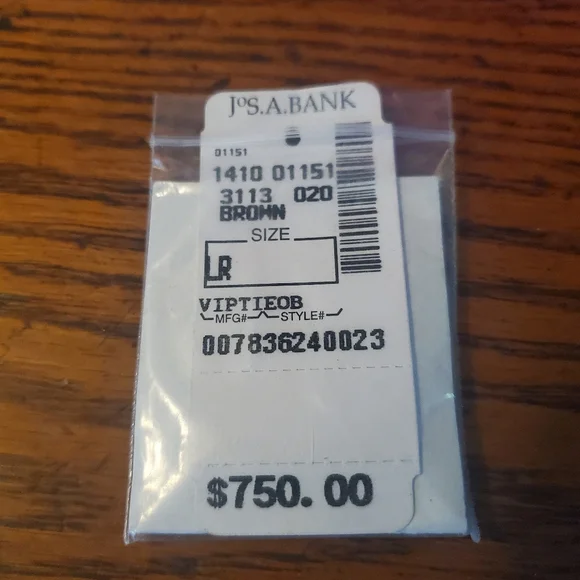 JoS.A.BANK
01151
1410 01151
3113 020
BROWN
SIZE
LR
VIPTIEOB
MFG# STYLE#
007836240023
$750.00